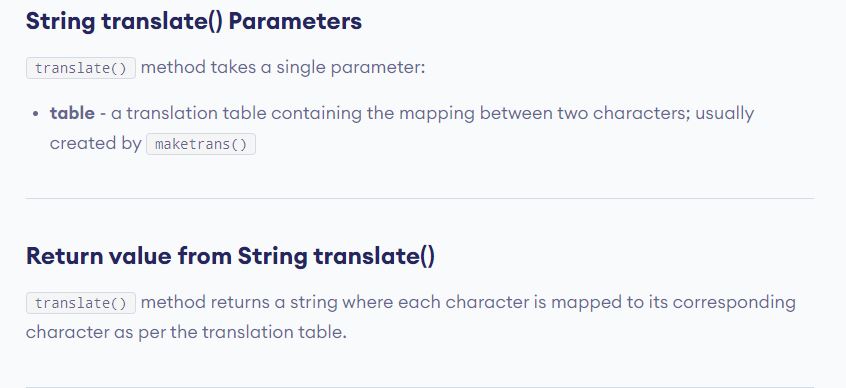 String translate() Parameters
translate() method takes a single parameter:
• table - a translation table containing the mapping between two characters; usually
created by maketrans()
Return value from String translate()
translate() method returns a string where each character is mapped to its corresponding
character as per the translation table.